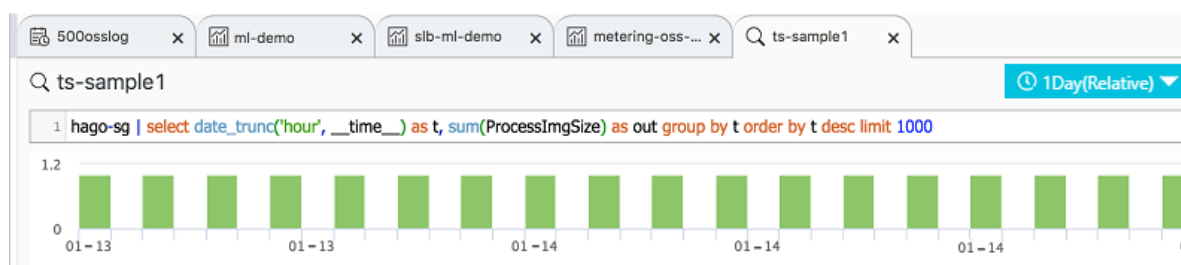 500osslog x ml-demo x slb-ml-demo x metering-oss-... x ts-sample1 x
ts-sample1 1Day(Relative)
1 hago-sg | select date_trunc('hour', __time__) as t, sum(ProcessImgSize) as out group by t order by t desc limit 1000
1.2
0
01-13 01-13 01-14 01-14 01-14